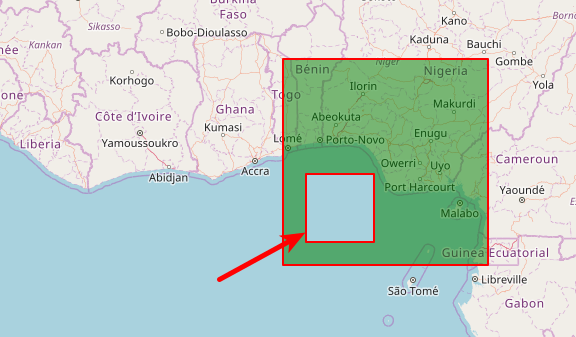 Burkina
Faso
Sikasso
Bobo-Dioulasso
Kano
Kaduna
Bauchi
Gombe
Kankan
née
Bénin
Niger
Nigeria
Yola
Korhogo
Togo
Ilorin
one
Côte d'Ivoire
Ghana
Abeokuta
Makurdi
Kumasi
Enugu
Liberia
Yamoussoukro
Lomé
Porto-Novo
Cameroun
Abidjan
Accra
Owerri
Uyo
Port Harcourt
Yaoundé
Malabo
Guinea Ecuatorial
São Tomé
Libreville
Gabon